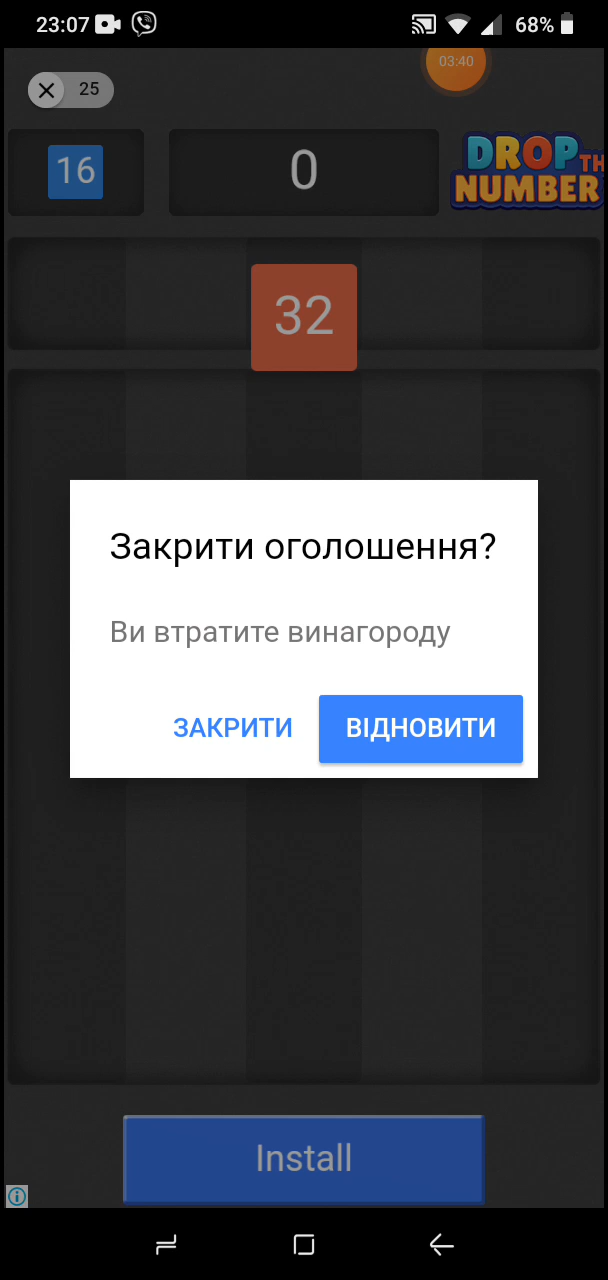 23:07
68%
03:40
25
16
0
DROP TH
NUMBER
32
Закрити оголошення?
Ви втратите винагороду
ЗАКРИТИ
ВІДНОВИТИ
Install